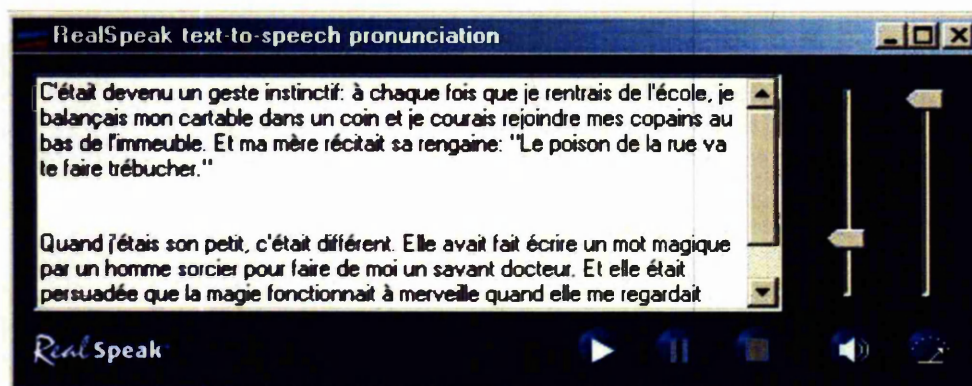 RealSpeak text-to-speech pronunciation
C'était devenu un geste instinctif: à chaque fois que je rentrais de l'école, je
balançais mon cartable dans un coin et je courais rejoindre mes copains au
bas de l'immeuble. Et ma mère récitait sa rengaine: "Le poison de la rue va
te faire trébucher."
Quand j'étais son petit, c'était différent. Elle avait fait écrire un mot magique
par un homme sorcier pour faire de moi un savant docteur. Et elle était
persuadée que la magie fonctionnait à merveille quand elle me regardait
RealSpeak